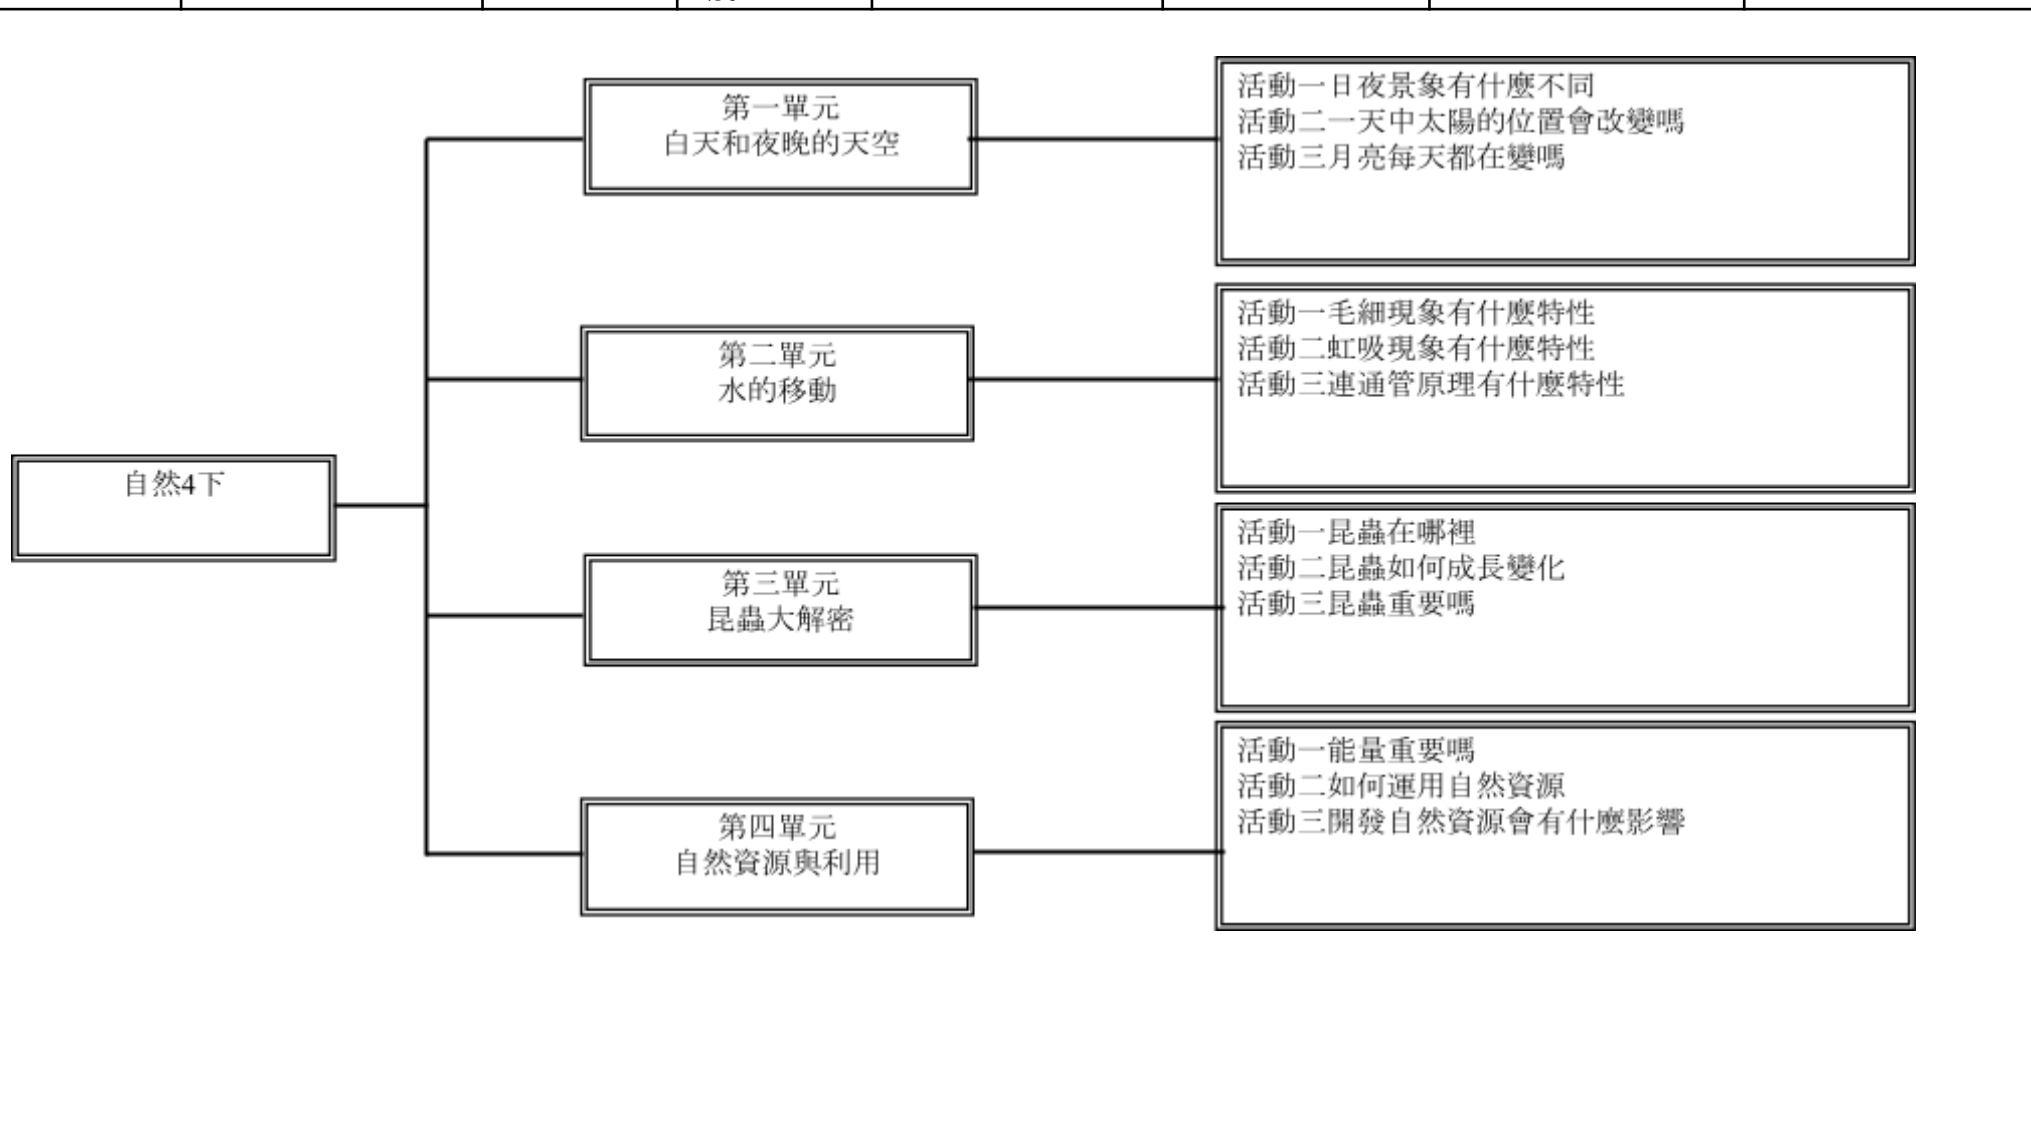 自然4下
第一單元
白天和夜晚的天空
活動一日夜景象有什麼不同
活動二一天中太陽的位置會改變嗎
活動三月亮每天都在變嗎
第二單元
水的移動
活動一毛細現象有什麼特性
活動二虹吸現象有什麼特性
活動三連通管原理有什麼特性
第三單元
昆蟲大解密
活動一昆蟲在哪裡
活動二昆蟲如何成長變化
活動三昆蟲重要嗎
第四單元
自然資源與利用
活動一能量重要嗎
活動二如何運用自然資源
活動三開發自然資源會有什麼影響